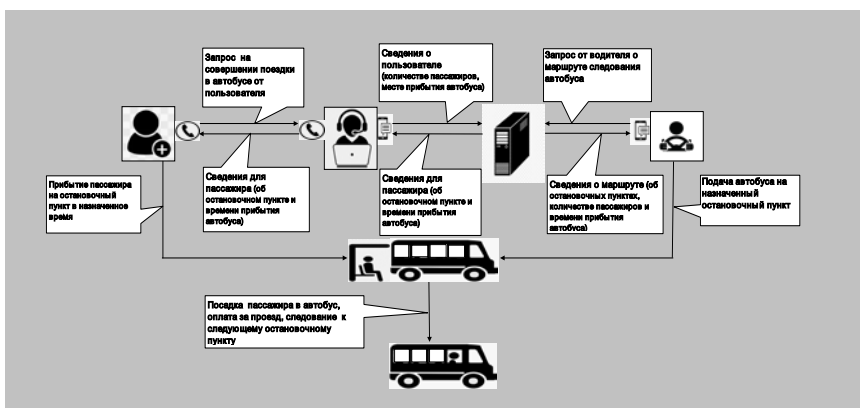 Запрос на
совершении поездки
в автобусе от
пользователя
Сведения о
пользователе
(количестве пассажиров,
месте прибытия автобуса)
Запрос от водителя о
маршруте следования
автобуса
Прибытие пассажира
на остановочный
пункт в назначенное
время
Сведения для
пассажира (об
остановочном пункте и
времени прибытия
автобуса)
Сведения для
пассажира (об
остановочном пункте и
времени прибытия
автобуса)
Сведения о маршруте (об
остановочных пунктах,
количестве пассажиров и
времени прибытия
автобуса)
Подача автобуса на
назначенный
остановочный пункт
Посадка пассажира в автобус,
оплата за проезд, следование к
следующему остановочному
пункту